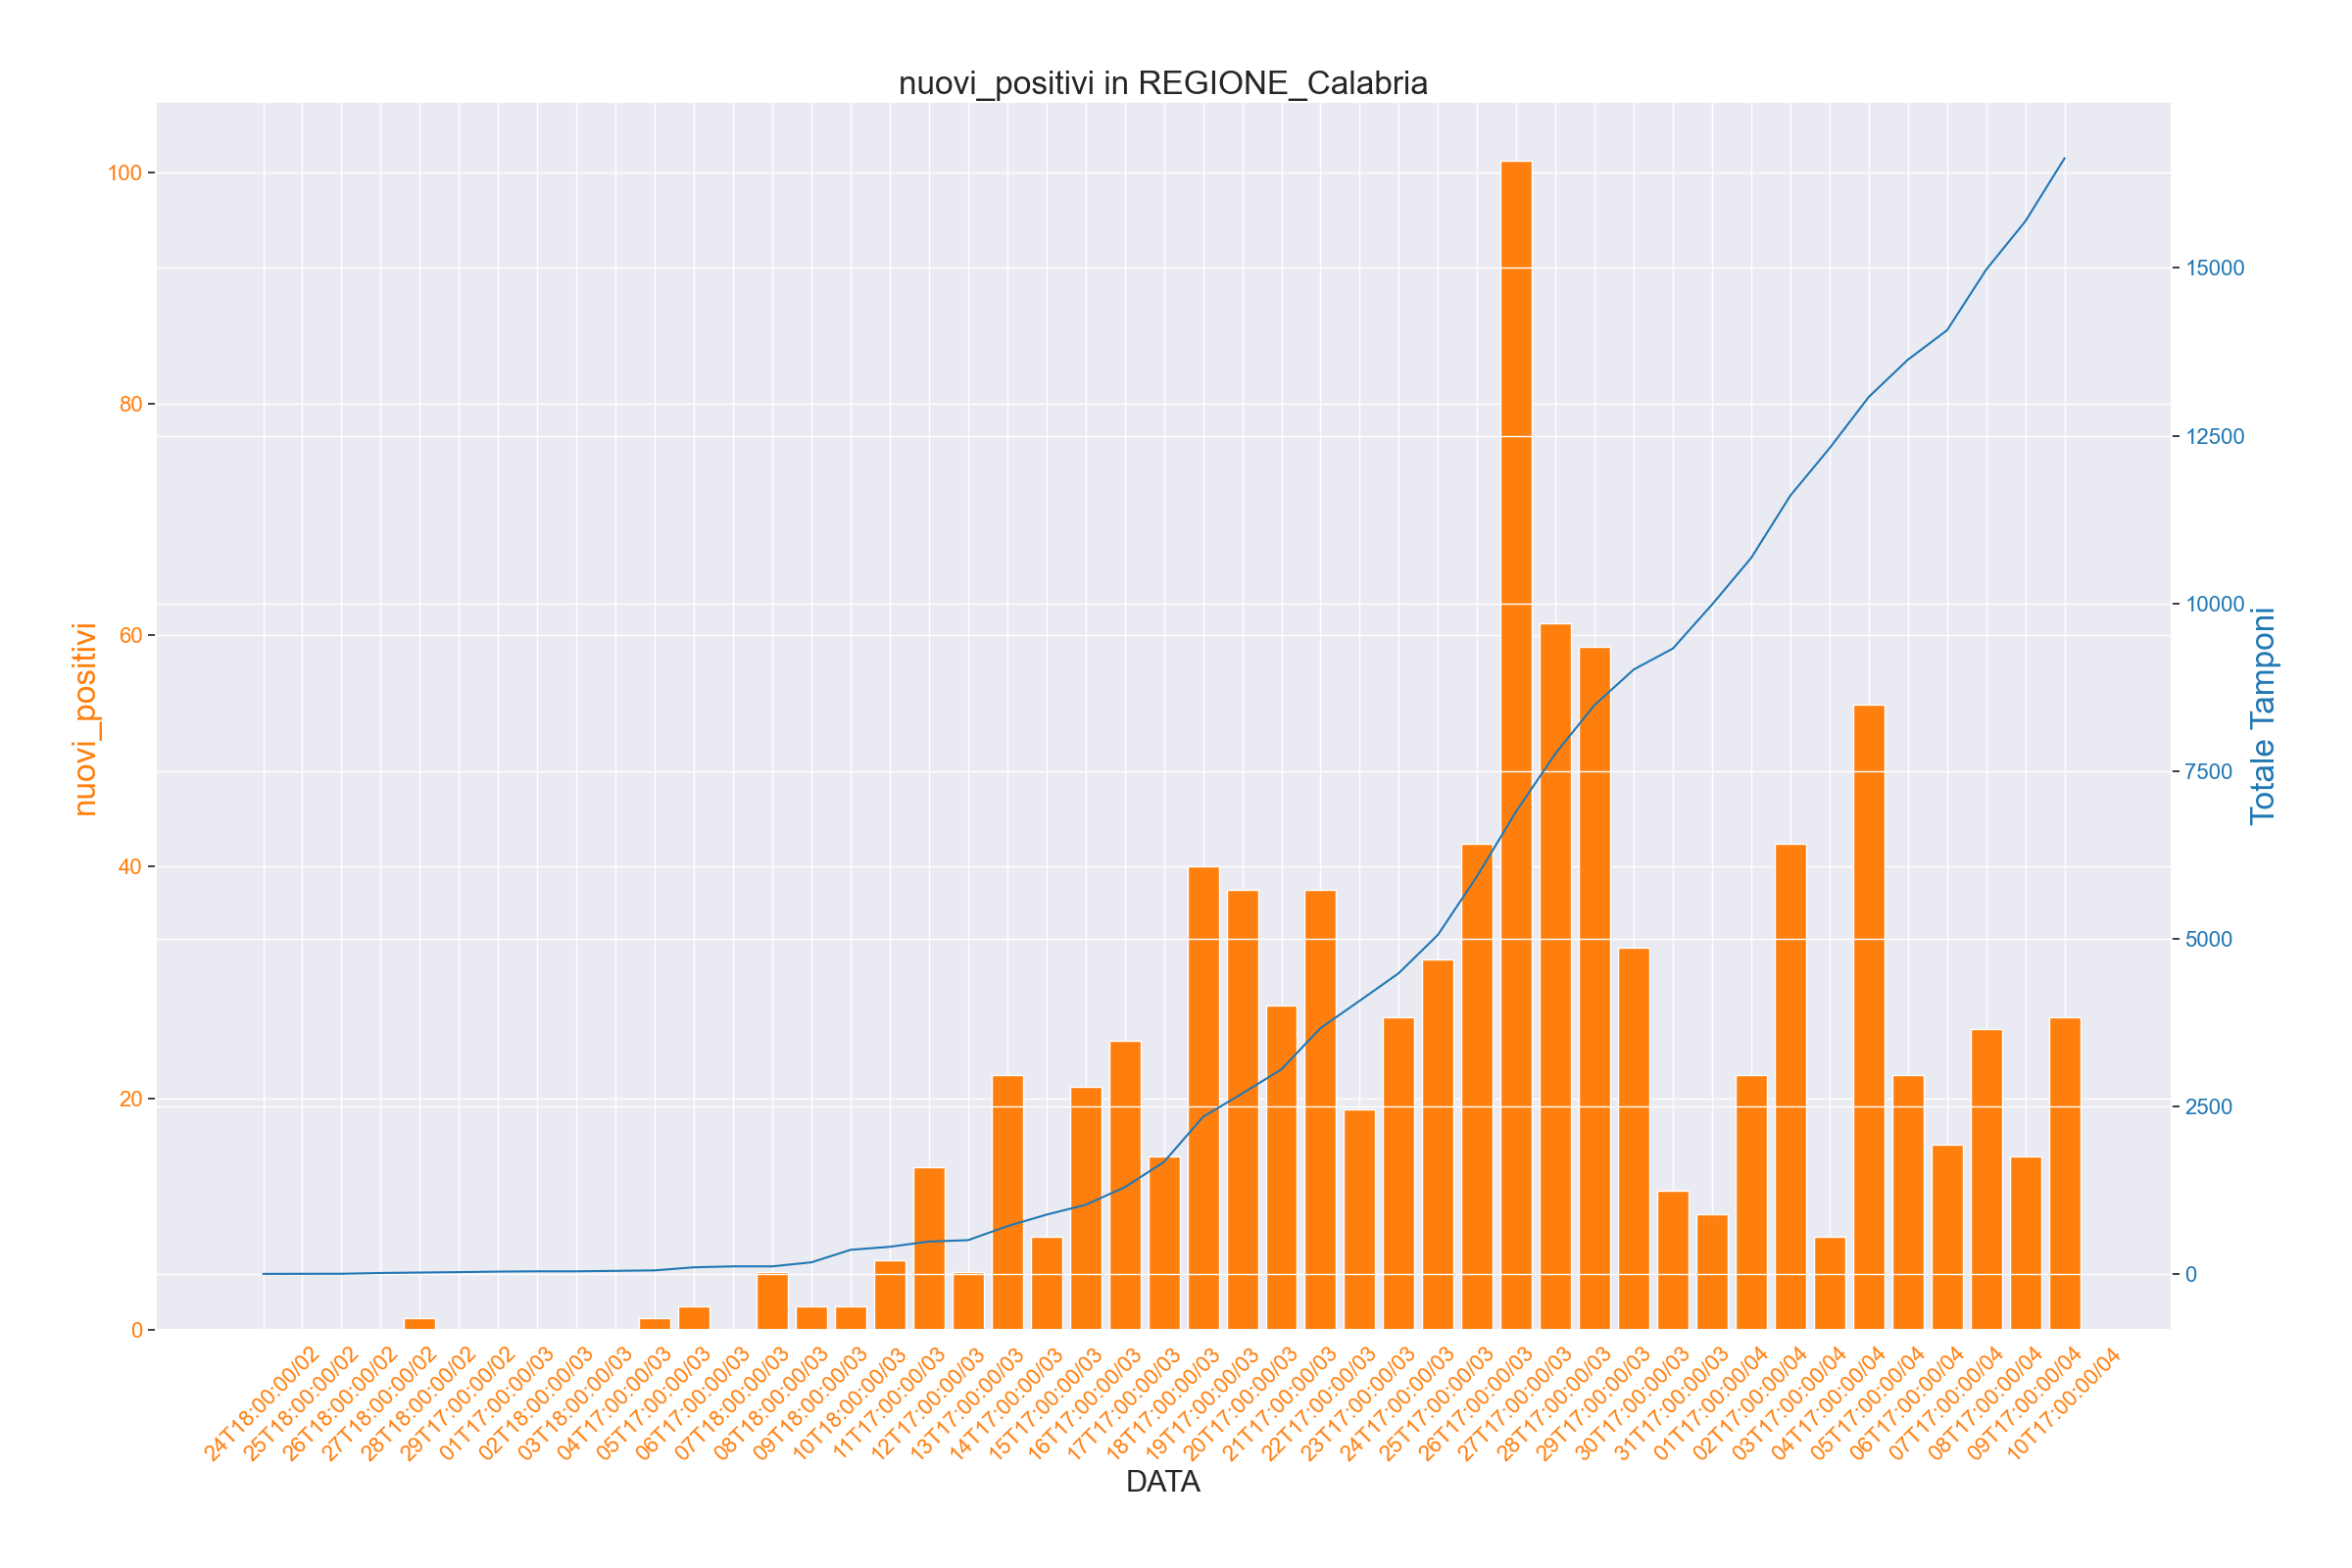 nuovi_positivi in REGIONE_Calabria
100
80
60
40
20
0
nuovi_positivi
15000
12500
10000
7500
5000
2500
0
Totale Tamponi
24T18:00:00/02
25T18:00:00/02
26T18:00:00/02
27T18:00:00/02
28T18:00:00/02
29T17:00:00/02
01T17:00:00/03
02T18:00:00/03
03T18:00:00/03
04T17:00:00/03
05T17:00:00/03
06T17:00:00/03
07T18:00:00/03
08T18:00:00/03
09T18:00:00/03
10T18:00:00/03
11T17:00:00/03
12T17:00:00/03
13T17:00:00/03
14T17:00:00/03
15T17:00:00/03
16T17:00:00/03
17T17:00:00/03
18T17:00:00/03
19T17:00:00/03
20T17:00:00/03
21T17:00:00/03
22T17:00:00/03
23T17:00:00/03
24T17:00:00/03
25T17:00:00/03
26T17:00:00/03
27T17:00:00/03
28T17:00:00/03
29T17:00:00/03
30T17:00:00/03
31T17:00:00/03
01T17:00:00/04
02T17:00:00/04
03T17:00:00/04
04T17:00:00/04
05T17:00:00/04
06T17:00:00/04
07T17:00:00/04
08T17:00:00/04
09T17:00:00/04
10T17:00:00/04
DATA